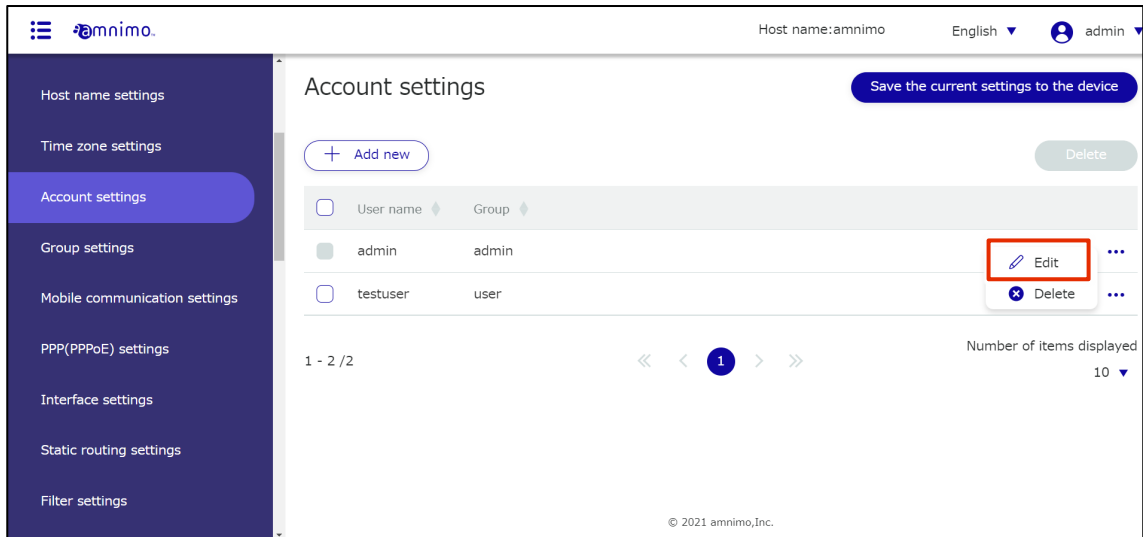 amnimo
Host name:amnimo
English ▼
admin ▼
Host name settings
Time zone settings
Account settings
Group settings
Mobile communication settings
PPP(PPPoE) settings
Interface settings
Static routing settings
Filter settings
Account settings
Save the current settings to the device
+ Add new
Delete
User name
Group
admin
admin
Edit
testuser
user
Delete
1 - 2 /2
1
Number of items displayed
10 ▼
© 2021 amnimo,Inc.